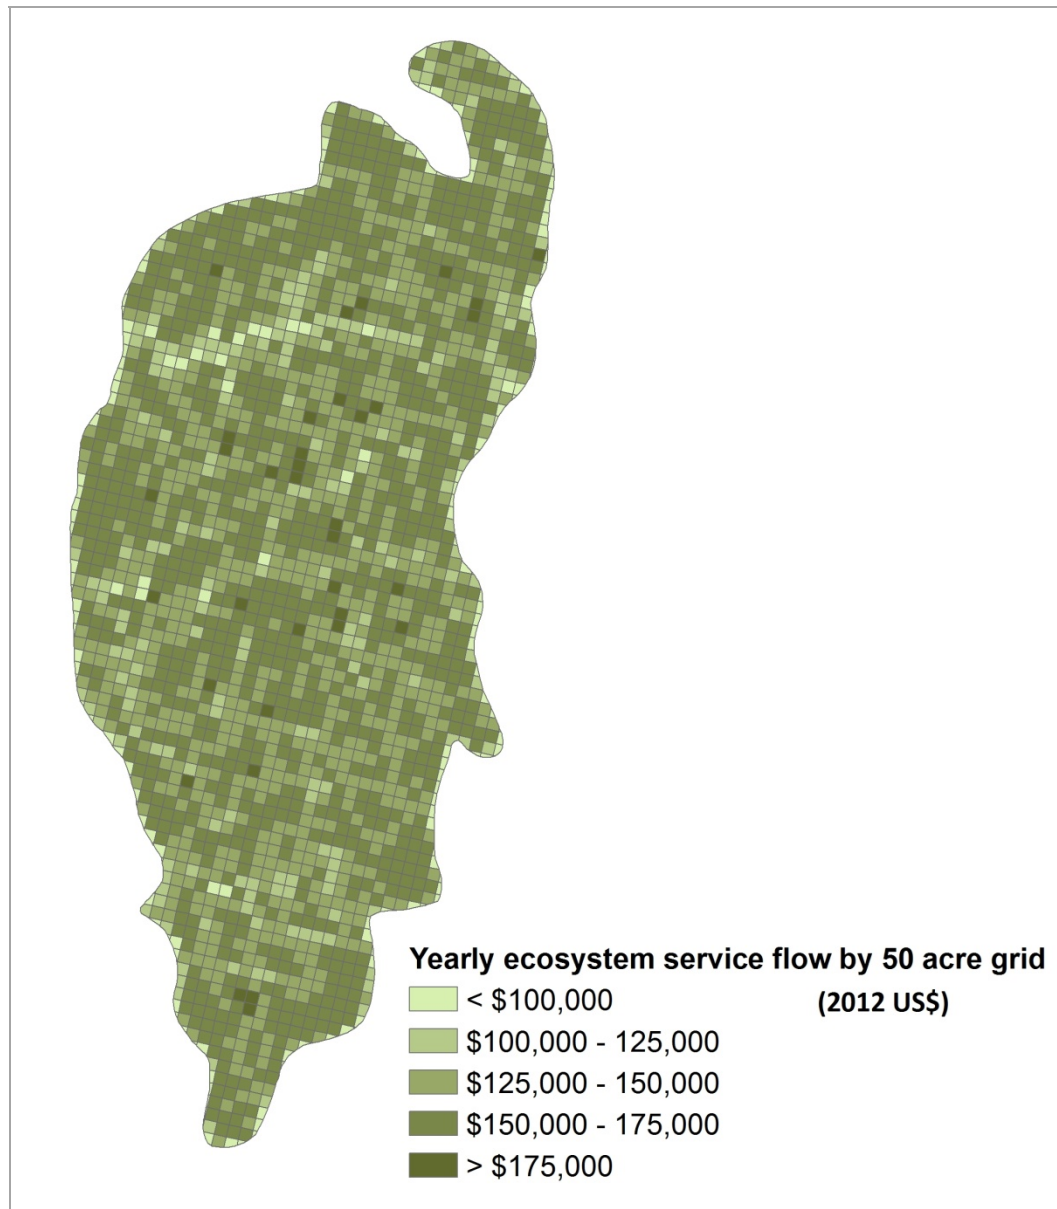 Yearly ecosystem service flow by 50 acre grid
(2012 US$)
< $100,000
$100,000 - 125,000
$125,000 - 150,000
$150,000 - 175,000
> $175,000